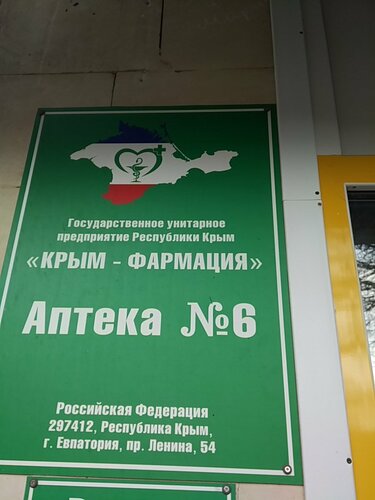 Государственное унитарное
предприятие Республики Крым
«КРЫМ - ФАРМАЦИЯ»
Аптека №6
Российская Федерация
297412, Республика Крым,
г. Евпатория, пр. Ленина, 54